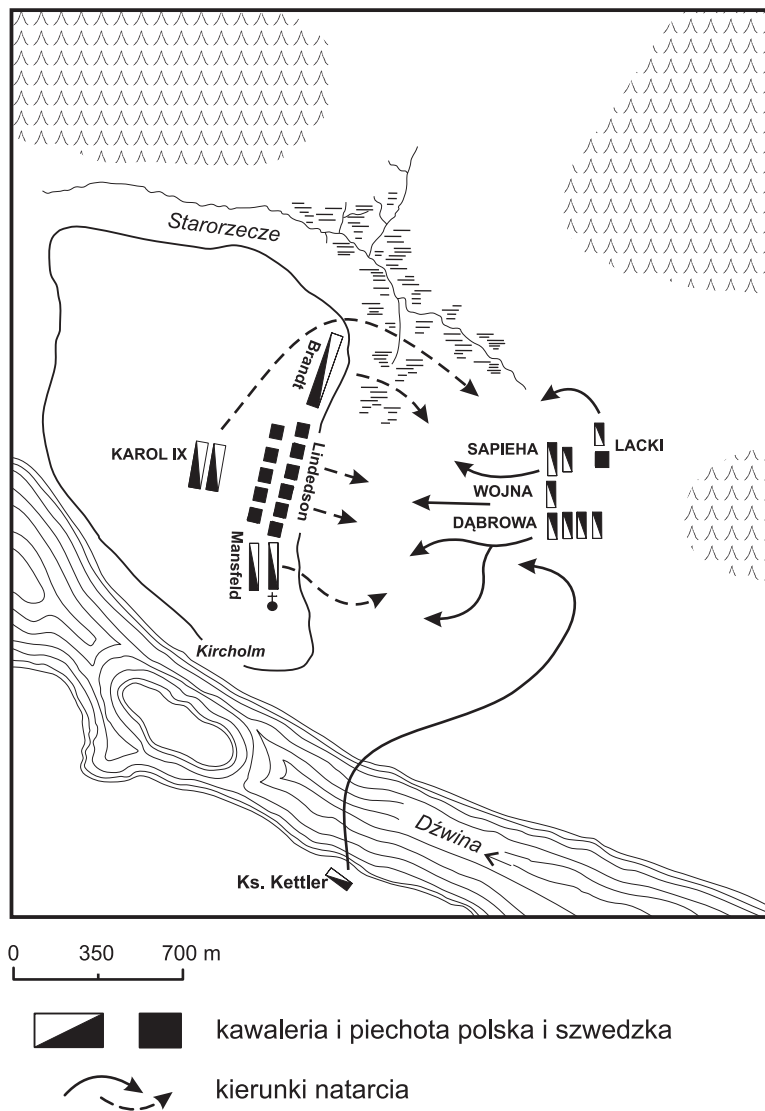 Starorzecze
Brandt
KAROL IX
Lindedson
SAPIEHA
LACKI
WOJNA
DĄBROWA
Mansfeld
Kircholm
Dźwina
Ks. Kettler
0 350 700 m
kawaleria i piechota polska i szwedzka
kierunki natarcia